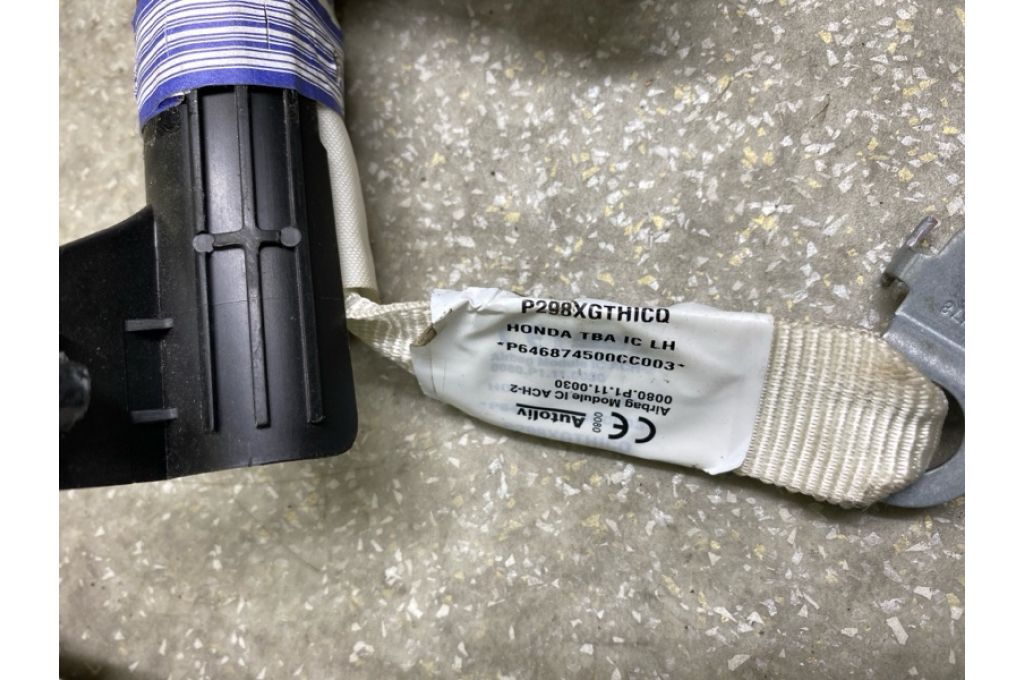 P298XGTHICQ
HONDA TBA IC LH
*P646874500CC003*
Airbag Module IC ACH-2
0080.P1.11.0030
CE 0080 Autoliv